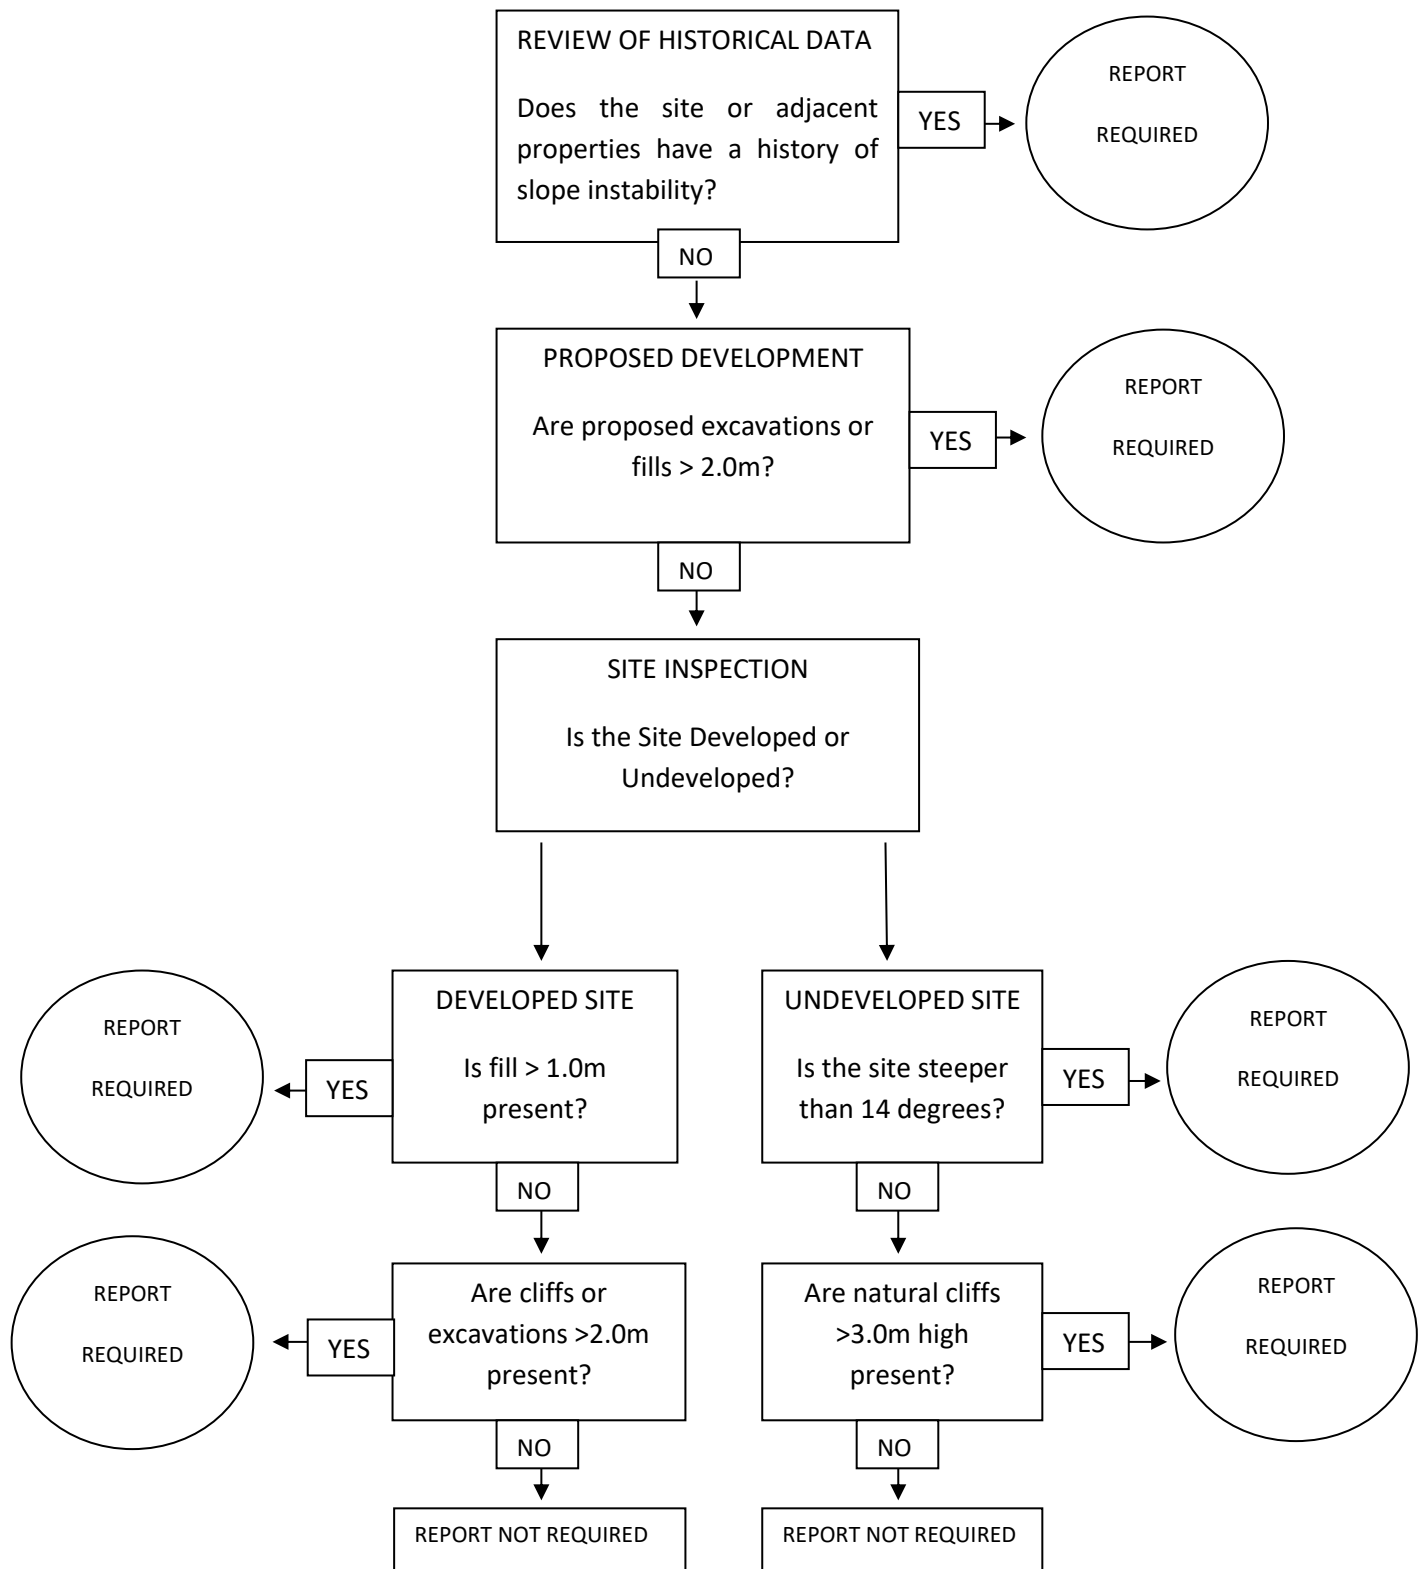 REVIEW OF HISTORICAL DATA
Does the site or adjacent
properties have a history of
slope instability?
YES
REPORT
REQUIRED
NO
PROPOSED DEVELOPMENT
Are proposed excavations or
fills > 2.0m?
YES
REPORT
REQUIRED
NO
SITE INSPECTION
Is the Site Developed or
Undeveloped?
DEVELOPED SITE
Is fill > 1.0m
present?
YES
REPORT
REQUIRED
NO
Are cliffs or
excavations >2.0m
present?
YES
REPORT
REQUIRED
NO
REPORT NOT REQUIRED
UNDEVELOPED SITE
Is the site steeper
than 14 degrees?
YES
REPORT
REQUIRED
NO
Are natural cliffs
>3.0m high
present?
YES
REPORT
REQUIRED
NO
REPORT NOT REQUIRED